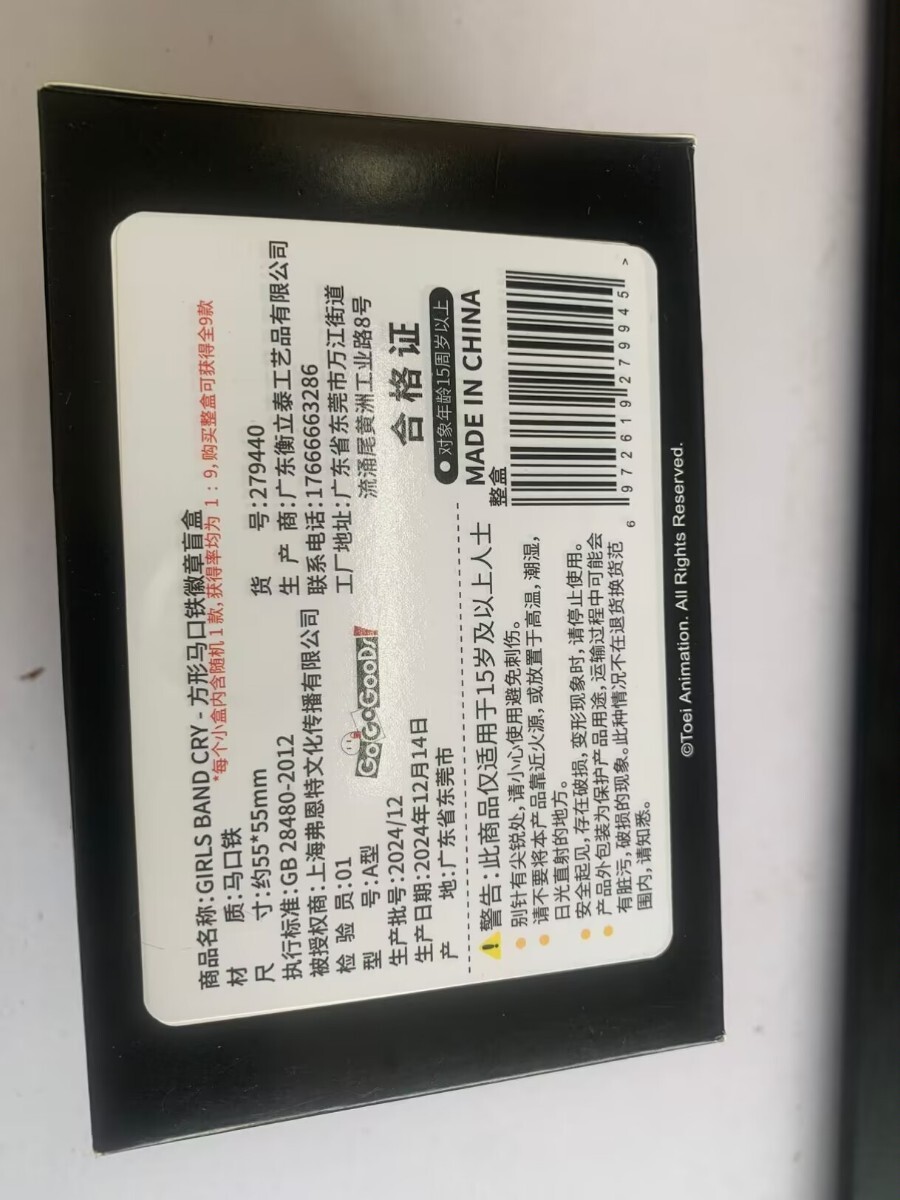 商品名称:GIRLS BAND CRY - 方形马口铁徽章盲盒
*每个小盒内含随机1款,获得率均为 1:9,购买整盒可获得全9款
材 质:马口铁
尺 寸:约55*55mm
执行标准:GB 28480-2012
被授权商:上海弗恩特文化传播有限公司
检 验 员:01
型 号:A型
生产批号:2024/12
生产日期:2024年12月14日
产 地:广东省东莞市
货 号:279440
生 产 商:广东衡立泰工艺品有限公司
联系电话:17666663286
工厂地址:广东省东莞市万江街道
流涌尾黄洲工业路8号
GoGoGooDs!
合格证
●对象年龄15周岁以上
MADE IN CHINA
整盒
6 972619 279945 >
警告:此商品仅适用于15岁及以上人士
别针有尖锐处,请小心使用避免刺伤。
请不要将本产品靠近火源,或放置于高温,潮湿,
日光直射的地方。
安全起见,存在破损,变形现象时,请停止使用。
产品外包装为保护产品用途,运输过程中可能会
有脏污,破损的现象。此种情况不在退货换货范
围内,请知悉。
©Toei Animation. All Rights Reserved.